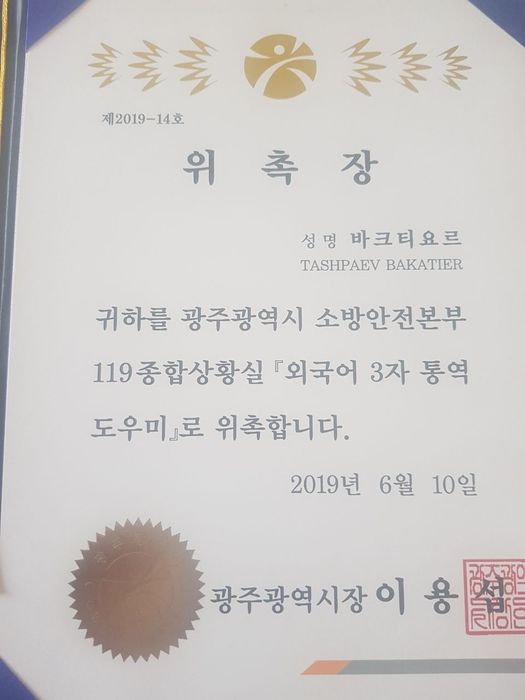 제2019-14호
위 촉 장
성 명 바크티요르
TASHPAEV BAKATIER
귀하를 광주광역시 소방안전본부
119종합상황실 『외국어 3자 통역
도우미』로 위촉합니다.
2019년 6월 10일
광주광역시장 이 용 섭